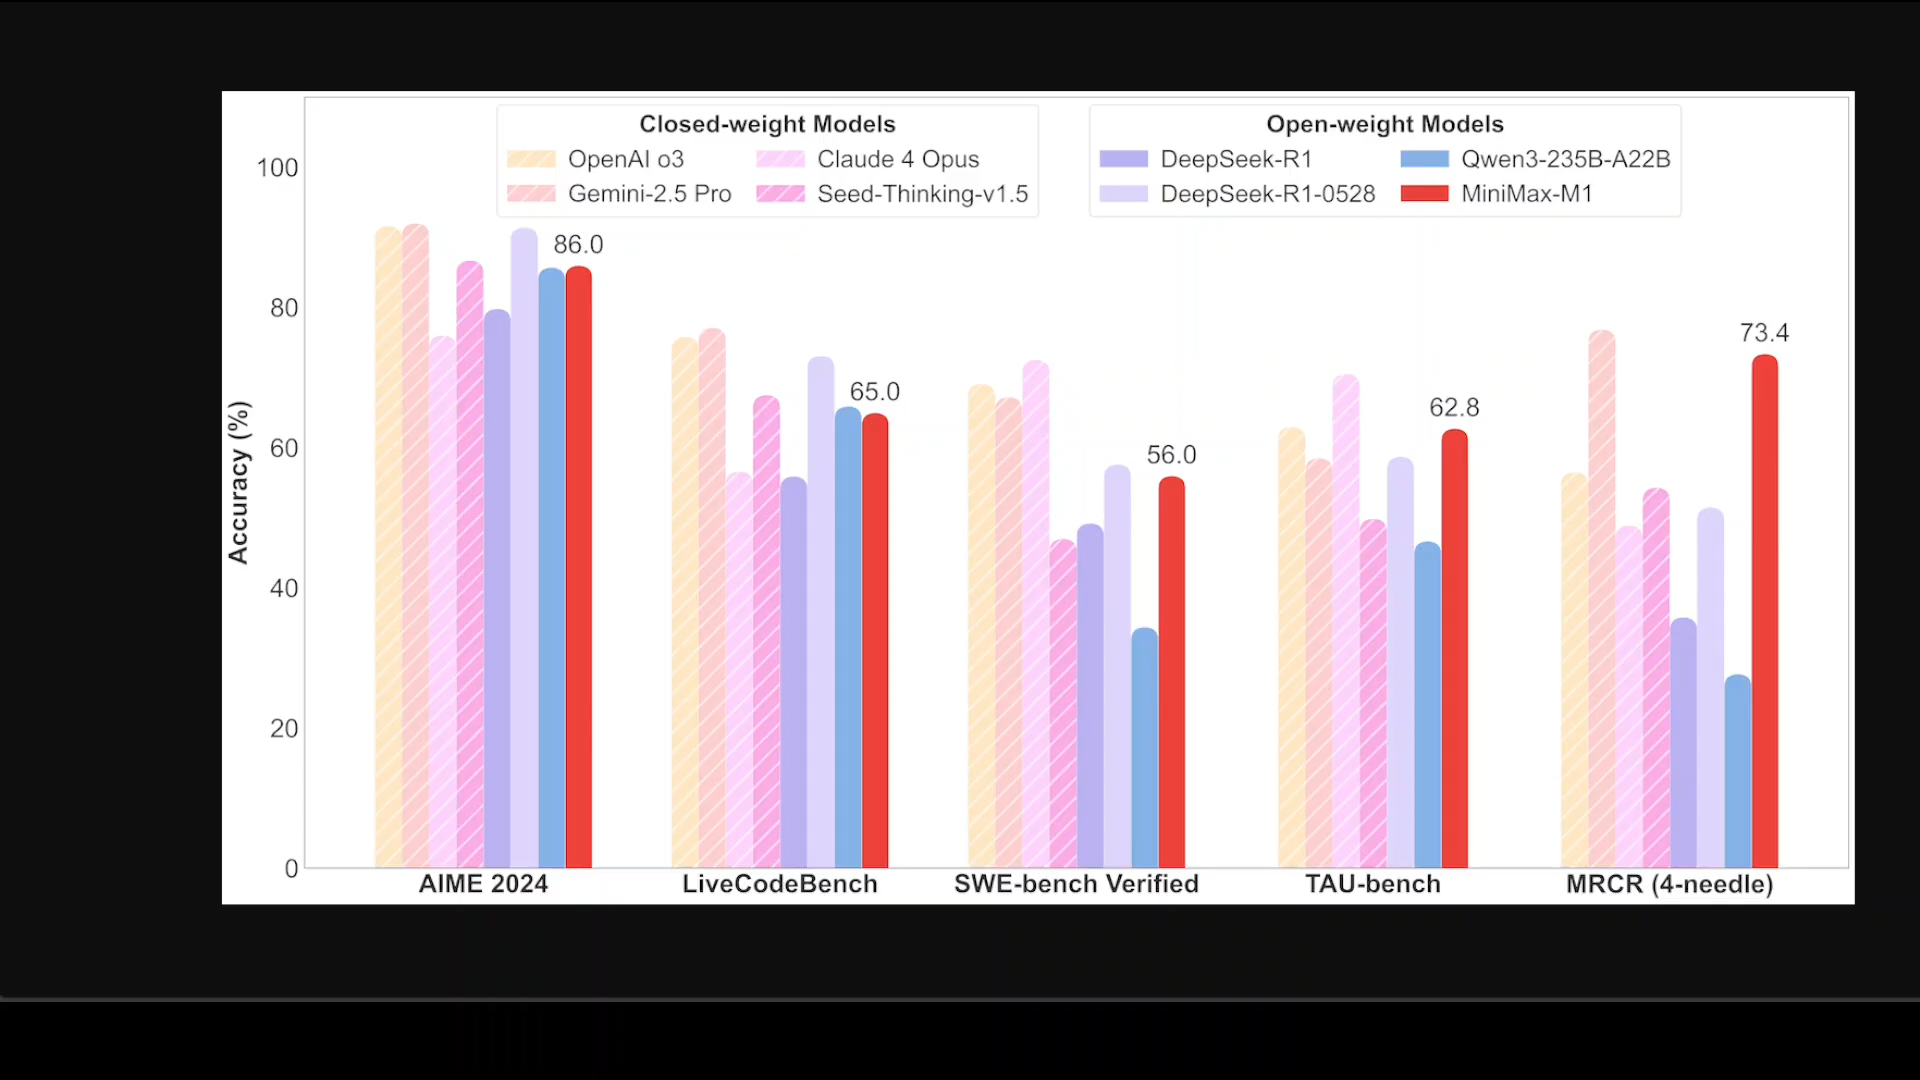 Closed-weight Models
OpenAI o3
Claude 4 Opus
Gemini-2.5 Pro
Seed-Thinking-v1.5
Open-weight Models
DeepSeek-R1
Qwen3-235B-A22B
DeepSeek-R1-0528
MiniMax-M1
Accuracy (%)
100
80
60
40
20
0
86.0
65.0
56.0
62.8
73.4
AIME 2024
LiveCodeBench
SWE-bench Verified
TAU-bench
MRCR (4-needle)